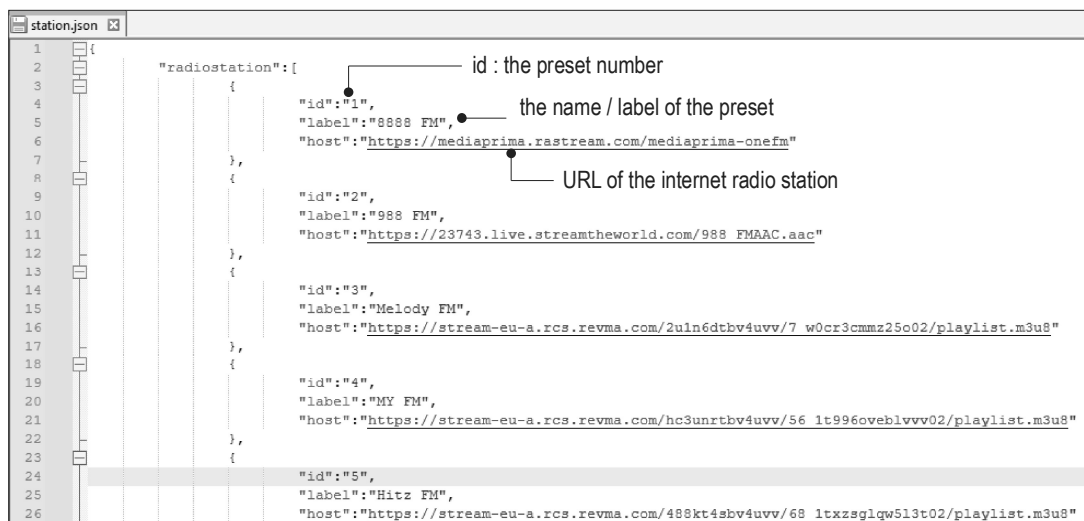 station.json
1 {
2 "radiostation":[
id : the preset number
3 {
4 "id":"1",
the name / label of the preset
5 "label":"8888 FM",
6 "host":"https://mediaprima.rastream.com/mediaprima-onefm"
7 },
URL of the internet radio station
8 {
9 "id":"2",
10 "label":"988 FM",
11 "host":"https://23743.live.streamtheworld.com/988_FMAAC.aac"
12 },
13 {
14 "id":"3",
15 "label":"Melody FM",
16 "host":"https://stream-eu-a.rcs.revma.com/2u1n6dtbv4uvv/7_w0cr3cmmz25o02/playlist.m3u8"
17 },
18 {
19 "id":"4",
20 "label":"MY FM",
21 "host":"https://stream-eu-a.rcs.revma.com/hc3unrtbv4uvv/56_1t996oveblvvv02/playlist.m3u8"
22 },
23 {
24 "id":"5",
25 "label":"Hitz FM",
26 "host":"https://stream-eu-a.rcs.revma.com/488kt4sbv4uvv/68_1txzsglqw5l3t02/playlist.m3u8"